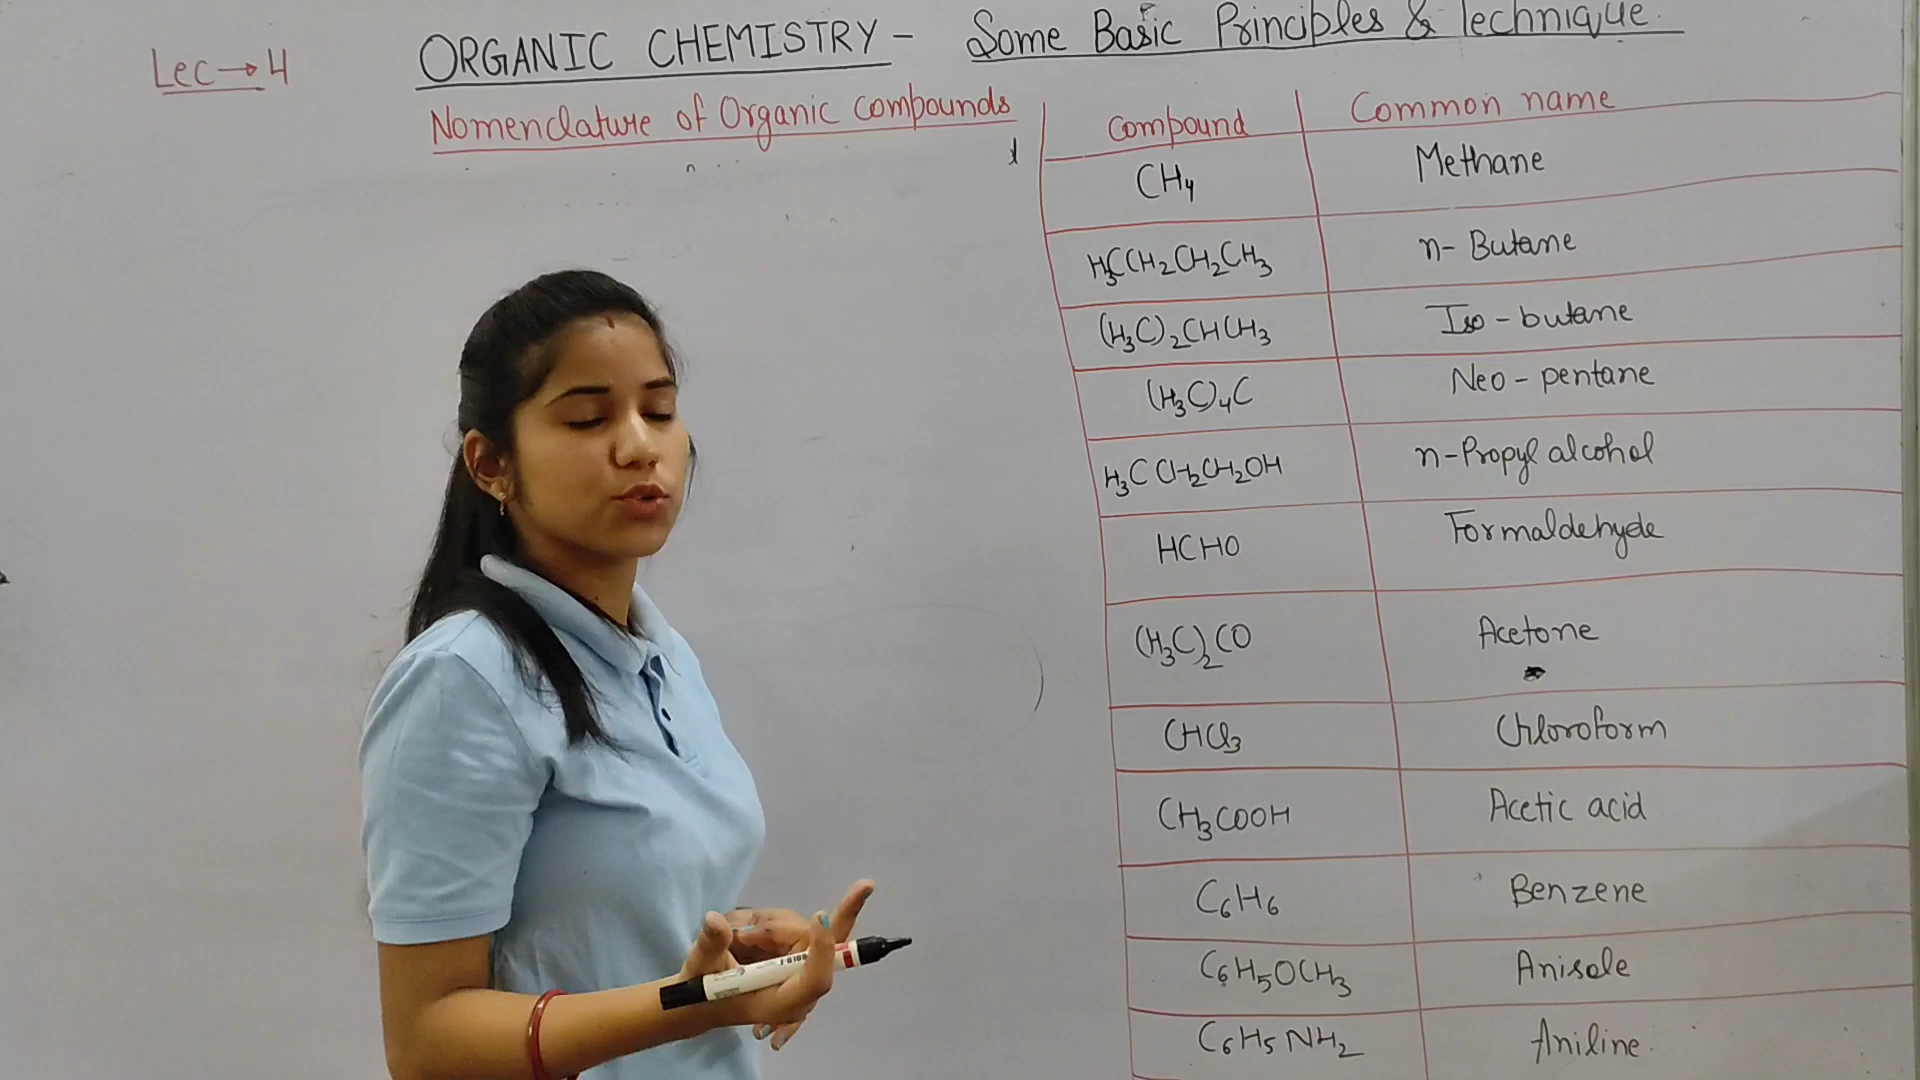 Lec→4
ORGANIC CHEMISTRY - Some Basic Principles & Technique
Nomenclature of Organic compounds
compound Common name
CH4 Methane
H3CCH2CH2CH3 n-Butane
(H3C)2CHCH3 Iso-butane
(H3C)4C Neo-pentane
H3CCH2CH2OH n-Propyl alcohol
HCHO Formaldehyde
(H3C)2CO Acetone
CHCl3 Chloroform
CH3COOH Acetic acid
C6H6 Benzene
C6H5OCH3 Anisole
C6H5NH2 Aniline.